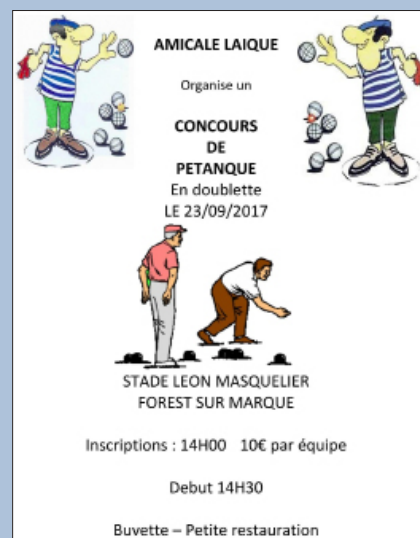 AMICALE LAIQUE
Organise un
CONCOURS
DE
PETANQUE
En doublette
LE 23/09/2017
STADE LEON MASQUELIER
FOREST SUR MARQUE
Inscriptions : 14H00 10€ par équipe
Debut 14H30
Buvette – Petite restauration